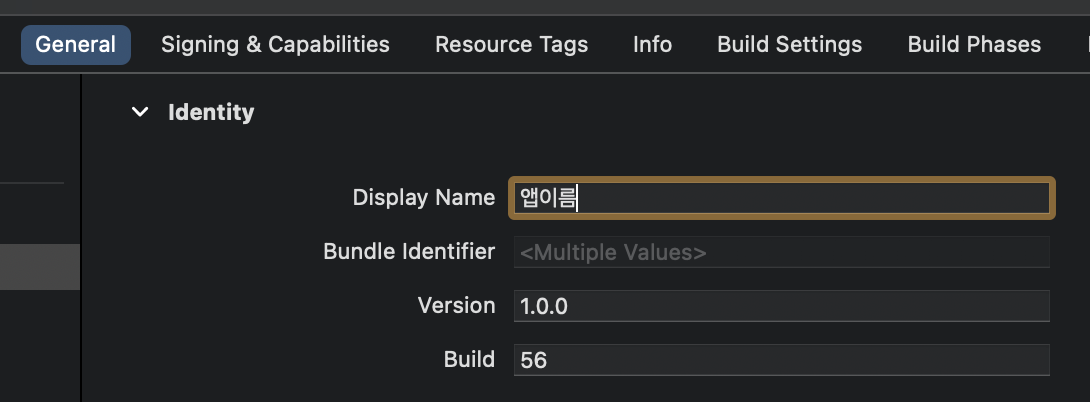 General Signing & Capabilities Resource Tags Info Build Settings Build Phases
Identity
Display Name 앱이름
Bundle Identifier <Multiple Values>
Version 1.0.0
Build 56